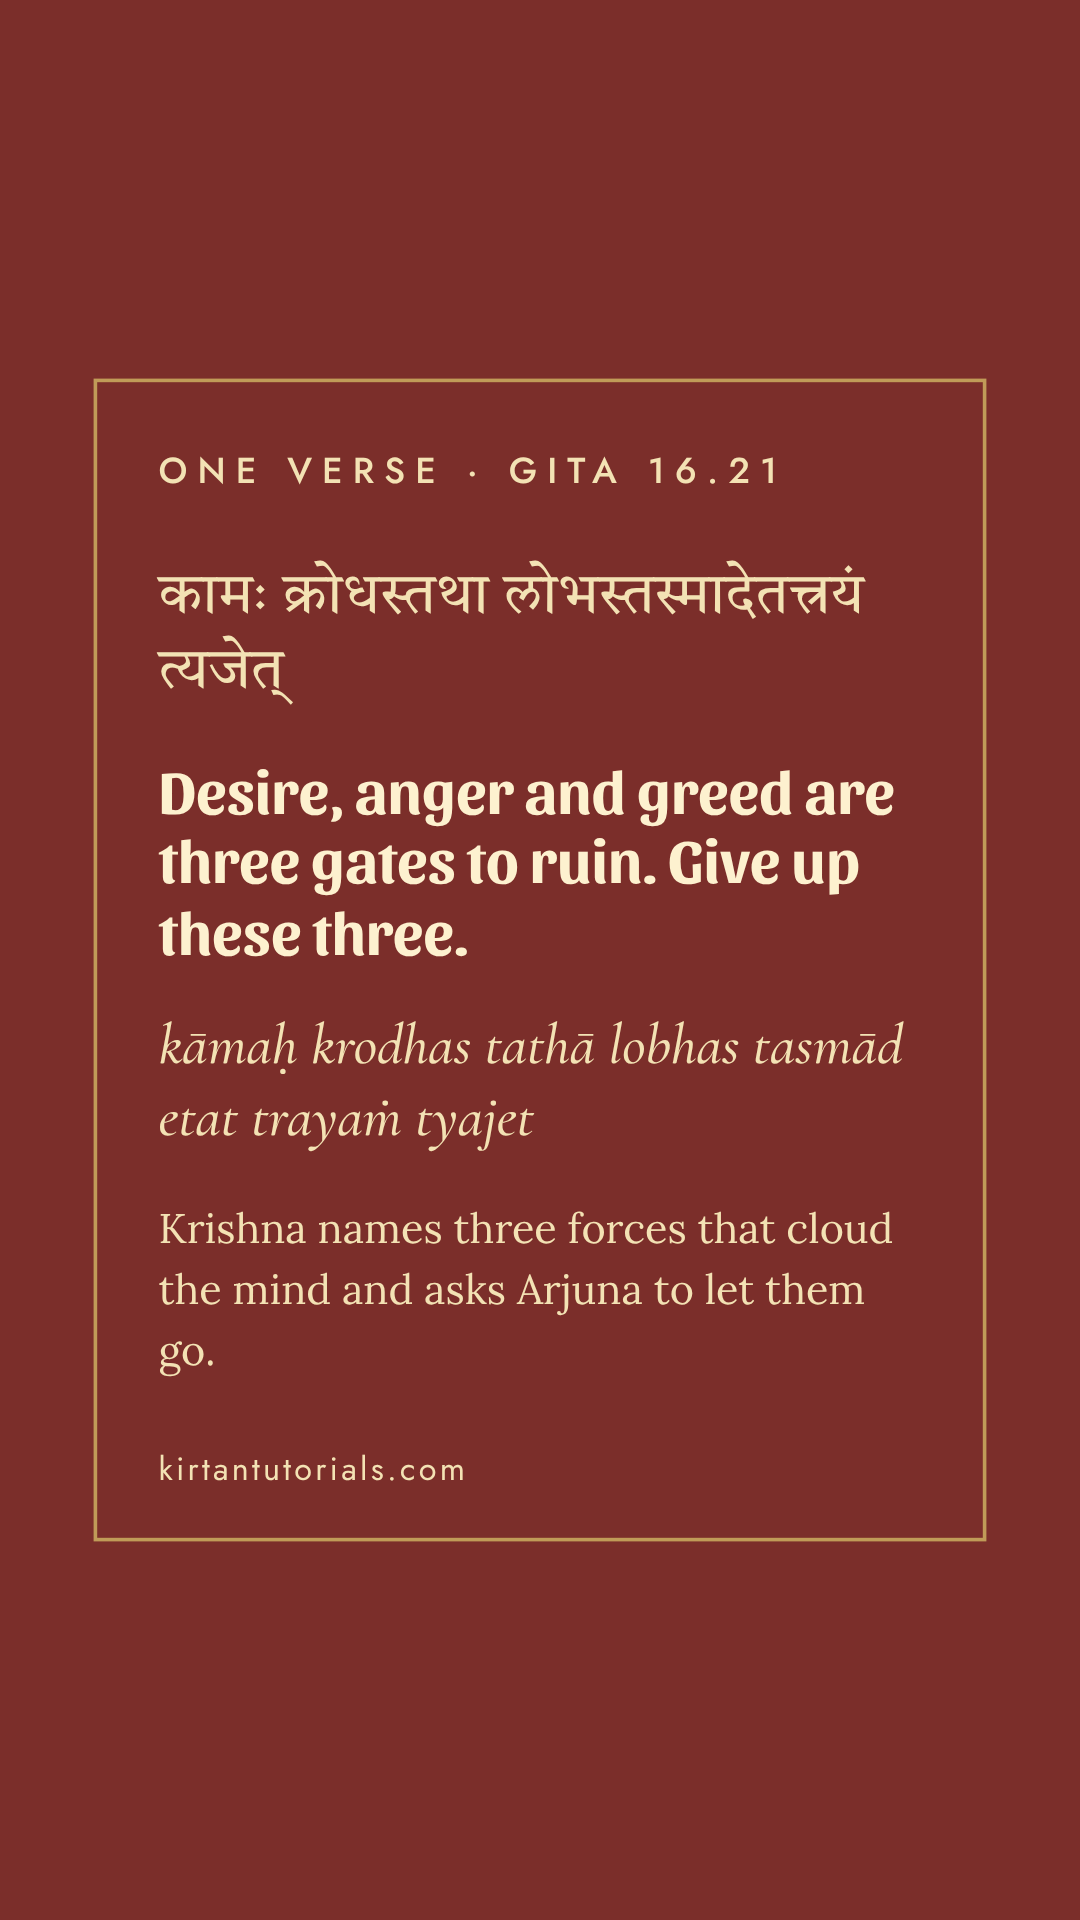 ONE VERSE · GITA 16.21
कामः क्रोधस्तथा लोभस्तस्मादेतत्त्रयं
त्यजेत्
Desire, anger and greed are
three gates to ruin. Give up
these three.
kāmaḥ krodhas tathā lobhas tasmād
etat trayaṁ tyajet
Krishna names three forces that cloud
the mind and asks Arjuna to let them
go.
kirtantutorials.com